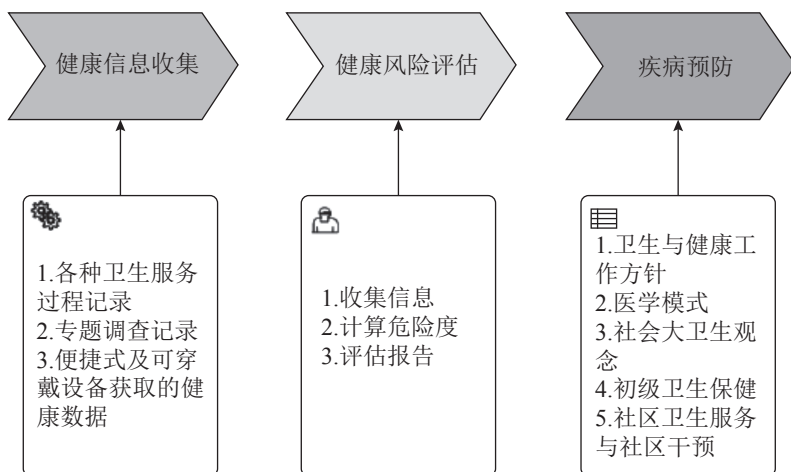 健康信息收集
健康风险评估
疾病预防
1.各种卫生服务
过程记录
2.专题调查记录
3.便捷式及可穿
戴设备获取的健
康数据
1.收集信息
2.计算危险度
3.评估报告
1.卫生与健康工
作方针
2.医学模式
3.社会大卫生观
念
4.初级卫生保健
5.社区卫生服务
与社区干预